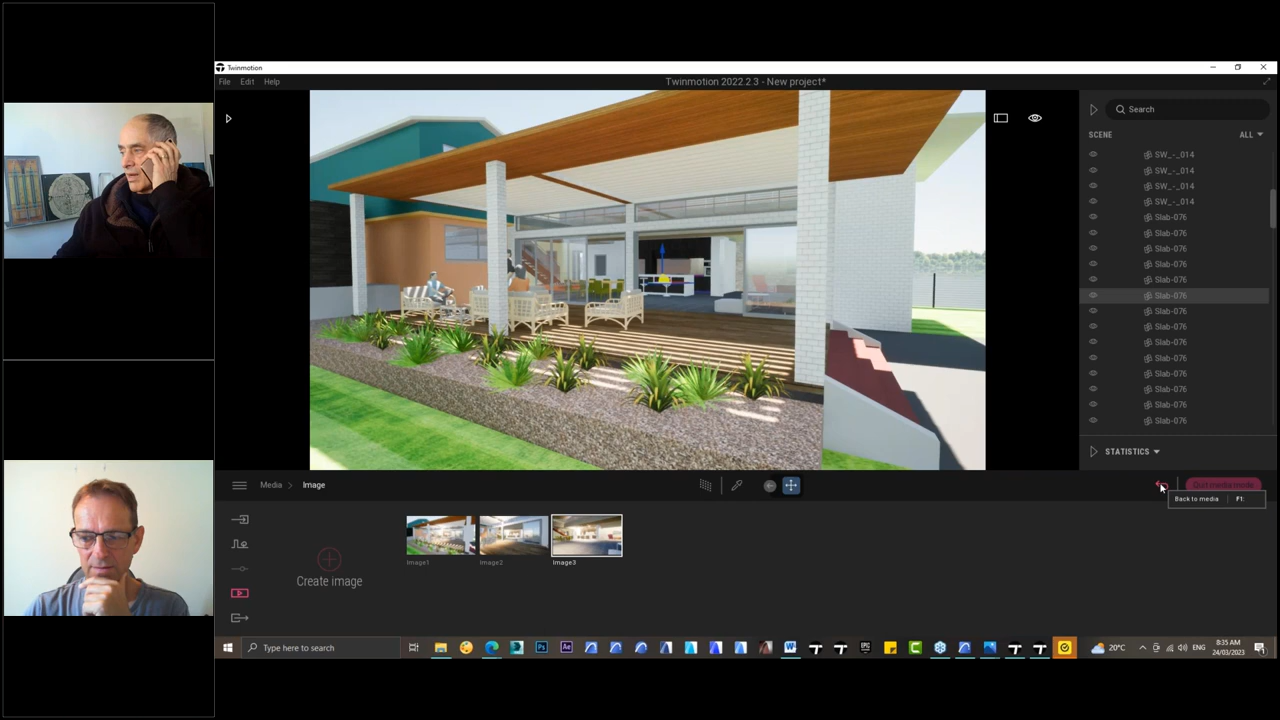 Twinmotion
File Edit Help
Twinmotion 2022.2.3 - New project*
Search
SCENE
ALL
SW_-_014
SW_-_014
SW_-_014
SW_-_014
Slab-076
Slab-076
Slab-076
Slab-076
Slab-076
Slab-076
Slab-076
Slab-076
Slab-076
Slab-076
Slab-076
Slab-076
Slab-076
Slab-076
STATISTICS
Media
Image
Quit media mode
Back to media F1:
Create image
Image1
Image2
Image3
Type here to search
20°C
ENG
8:35 AM
24/03/2023